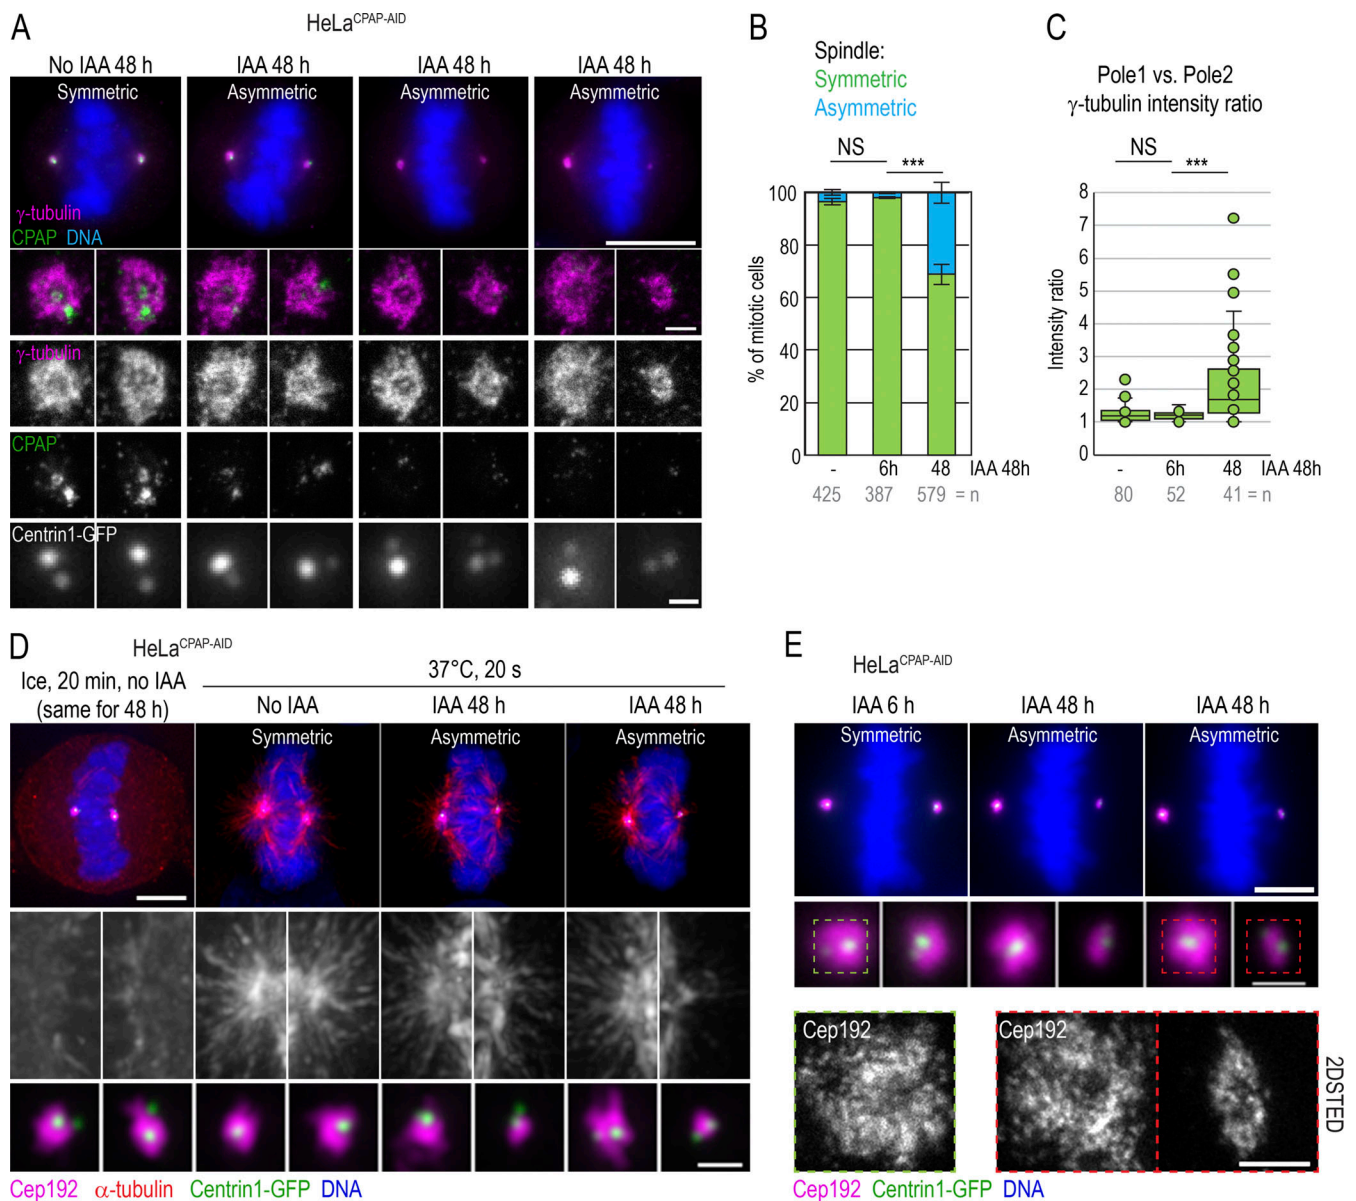 A
HeLaCPAP-AID
No IAA 48 h
IAA 48 h
IAA 48 h
IAA 48 h
Symmetric
Asymmetric
Asymmetric
Asymmetric
γ-tubulin
CPAP DNA
γ-tubulin
CPAP
Centrin1-GFP
B
Spindle:
Symmetric
Asymmetric
NS
***
% of mitotic cells
100
80
60
40
20
0
- 6h 48 IAA 48h
425 387 579 = n
C
Pole1 vs. Pole2
γ-tubulin intensity ratio
NS
***
Intensity ratio
8
7
6
5
4
3
2
1
0
- 6h 48 IAA 48h
80 52 41 = n
D
HeLaCPAP-AID
Ice, 20 min, no IAA
(same for 48 h)
37°C, 20 s
No IAA
IAA 48 h
IAA 48 h
Symmetric
Asymmetric
Asymmetric
Cep192 α-tubulin Centrin1-GFP DNA
E
HeLaCPAP-AID
IAA 6 h
IAA 48 h
IAA 48 h
Symmetric
Asymmetric
Asymmetric
Cep192
Cep192
2DSTED
Cep192 Centrin1-GFP DNA